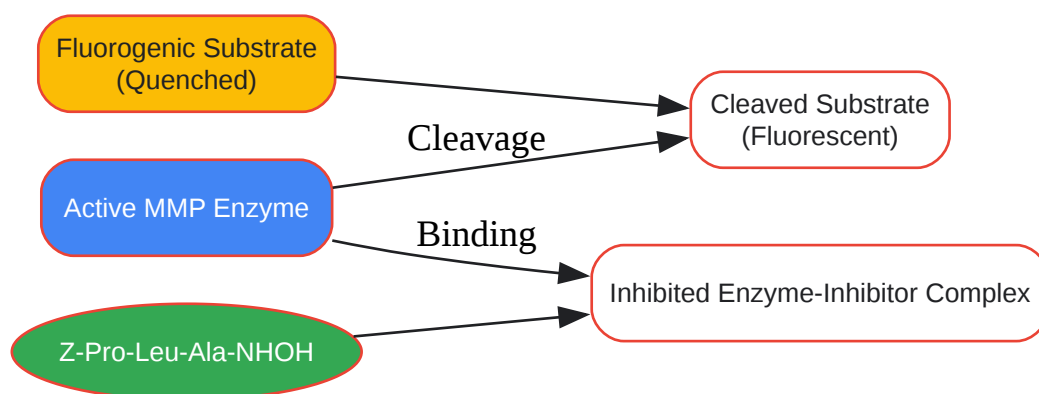 Fluorogenic Substrate
(Quenched)
Cleaved Substrate
(Fluorescent)
Cleavage
Active MMP Enzyme
Binding
Inhibited Enzyme-Inhibitor Complex
Z-Pro-Leu-Ala-NHOH